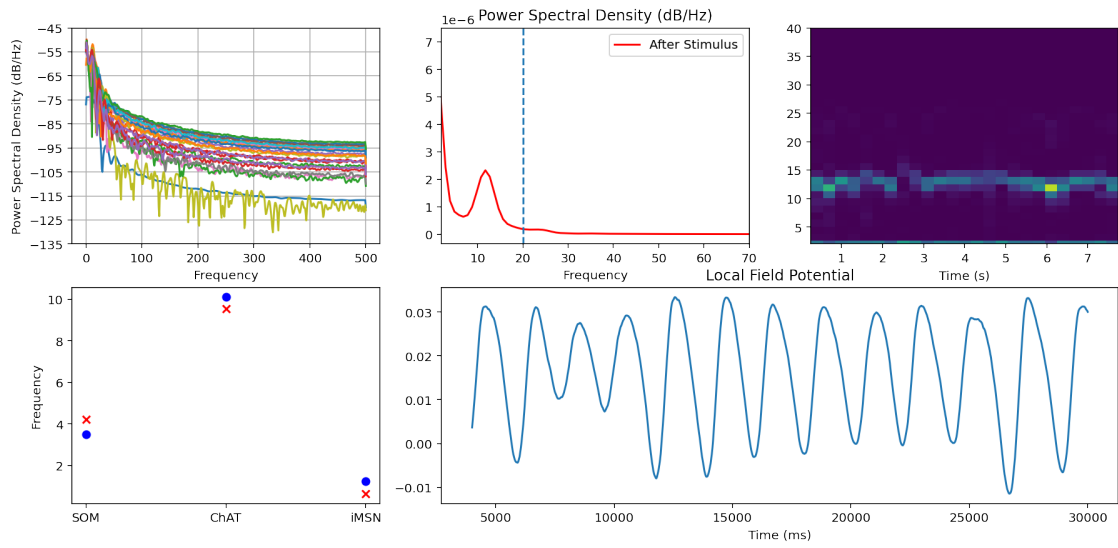 Power Spectral Density (dB/Hz)
1e−6
−45
−55
−65
−75
−85
−95
−105
−115
−125
−135
Power Spectral Density (dB/Hz)
0 100 200 300 400 500
Frequency
7
6
5
4
3
2
1
0
After Stimulus
10 20 30 40 50 60 70
Frequency
40
35
30
25
20
15
10
5
1 2 3 4 5 6 7
Time (s)
10
8
6
4
2
Frequency
SOM ChAT iMSN
Local Field Potential
0.03
0.02
0.01
0.00
−0.01
5000 10000 15000 20000 25000 30000
Time (ms)